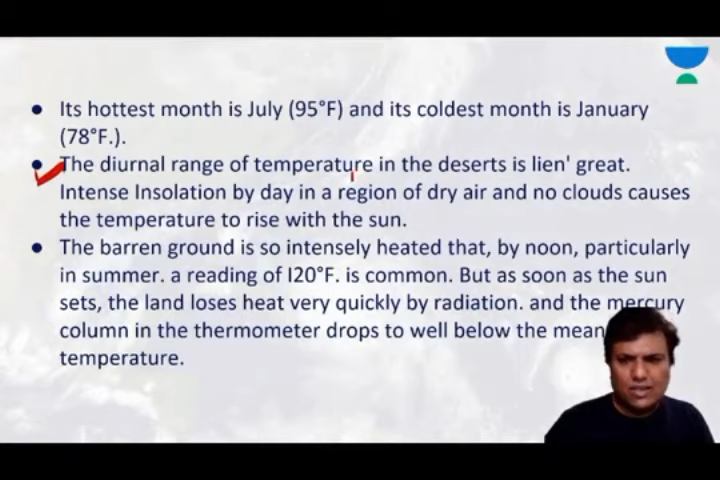 • Its hottest month is July (95°F) and its coldest month is January
(78°F.).
• The diurnal range of temperature in the deserts is lien' great.
Intense Insolation by day in a region of dry air and no clouds causes
the temperature to rise with the sun.
• The barren ground is so intensely heated that, by noon, particularly
in summer. a reading of l20°F. is common. But as soon as the sun
sets, the land loses heat very quickly by radiation. and the mercury
column in the thermometer drops to well below the mean
temperature.